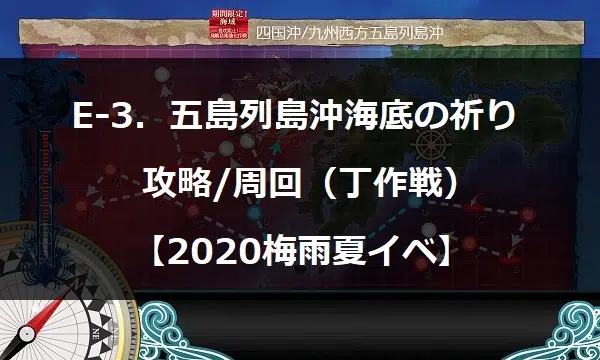 期間限定!
海域
四国沖/九州西方五島列島沖
E-3. 五島列島沖海底の祈り
攻略/周回（丁作戦）
【2020梅雨夏イベ】
NE